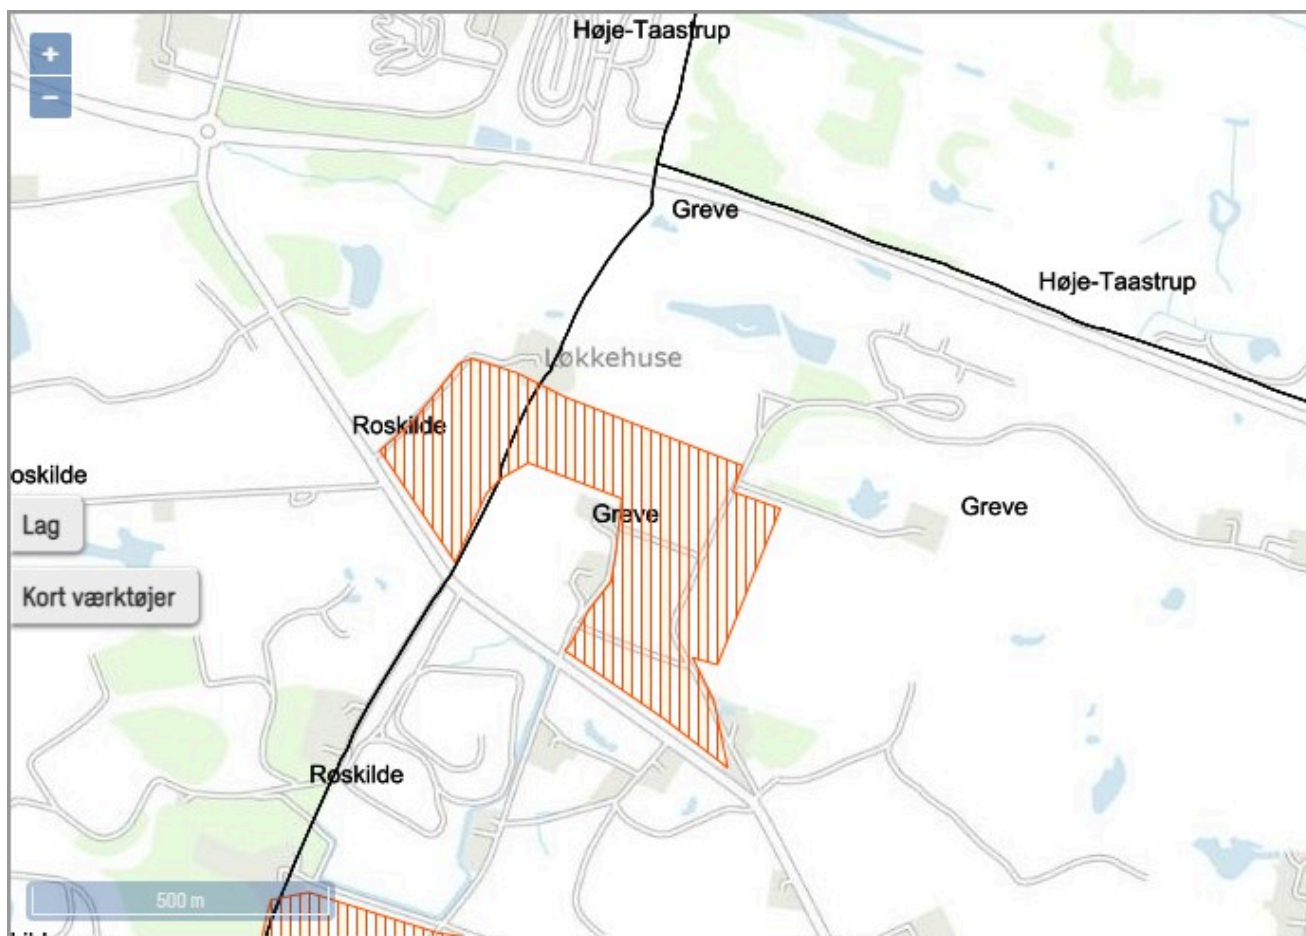 Høje-Taastrup
+
−
Greve
Høje-Taastrup
Løkkehuse
Roskilde
oskilde
Greve
Greve
Lag
Kort værktøjer
Roskilde
500 m